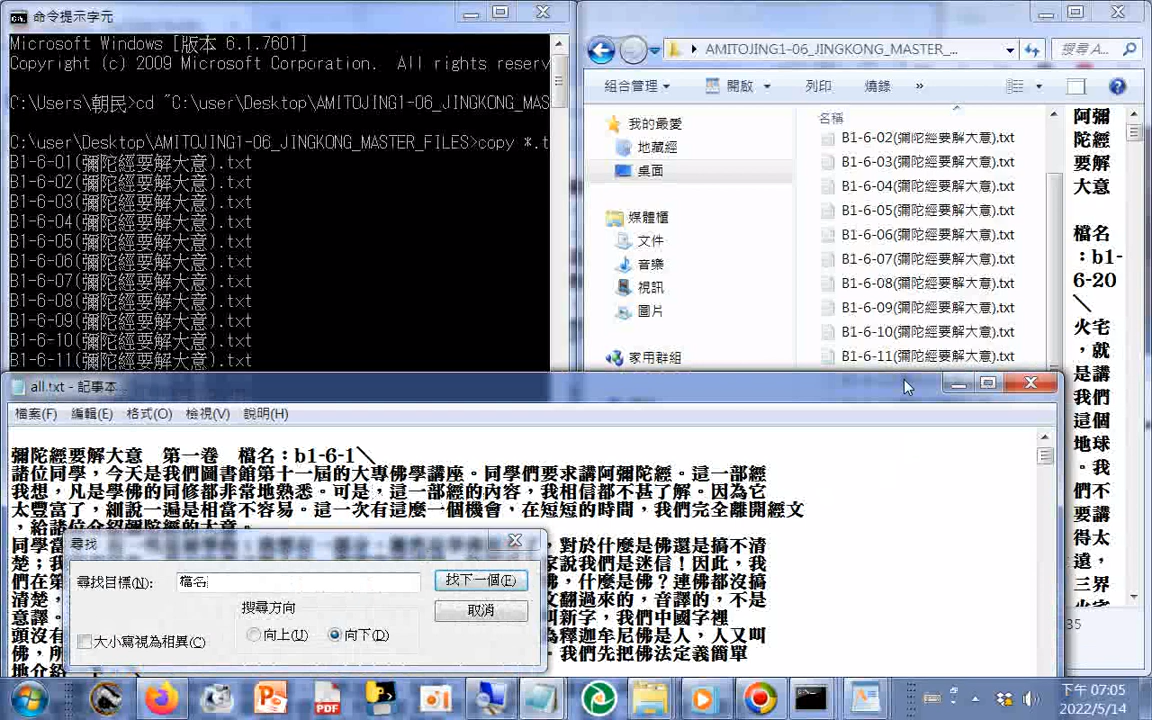 命令提示字元
Microsoft Windows [版本 6.1.7601]
Copyright (c) 2009 Microsoft Corporation.  All rights reserv
C:\Users\朝民>cd "C:\user\Desktop\AMITOJING1-06_JINGKONG_MAS
C:\user\Desktop\AMITOJING1-06_JINGKONG_MASTER_FILES>copy *.t
B1-6-01(彌陀經要解大意).txt
B1-6-02(彌陀經要解大意).txt
B1-6-03(彌陀經要解大意).txt
B1-6-04(彌陀經要解大意).txt
B1-6-05(彌陀經要解大意).txt
B1-6-06(彌陀經要解大意).txt
B1-6-07(彌陀經要解大意).txt
B1-6-08(彌陀經要解大意).txt
B1-6-09(彌陀經要解大意).txt
B1-6-10(彌陀經要解大意).txt
B1-6-11(彌陀經要解大意).txt
AMITOJING1-06_JINGKONG_MASTER_...
搜尋 A...
組合管理
開啟
列印
燒錄
»
我的最愛
地藏經
桌面
媒體櫃
文件
音樂
視訊
圖片
家用群組
名稱
B1-6-02(彌陀經要解大意).txt
B1-6-03(彌陀經要解大意).txt
B1-6-04(彌陀經要解大意).txt
B1-6-05(彌陀經要解大意).txt
B1-6-06(彌陀經要解大意).txt
B1-6-07(彌陀經要解大意).txt
B1-6-08(彌陀經要解大意).txt
B1-6-09(彌陀經要解大意).txt
B1-6-10(彌陀經要解大意).txt
B1-6-11(彌陀經要解大意).txt
阿彌
陀經
要解
大意
檔名
：b1-
6-20
╲
火宅
，就
是講
我們
這個
地球
。我
們不
要講
得太
遠，
三界
35
all.txt - 記事本
檔案(F)
編輯(E)
格式(O)
檢視(V)
說明(H)
彌陀經要解大意　第一卷　檔名：b1-6-1╲
諸位同學，今天是我們圖書館第十一屆的大專佛學講座。同學們要求講阿彌陀經。這一部經
我想，凡是學佛的同修都非常地熟悉。可是，這一部經的內容，我相信都不甚了解。因為它
太豐富了，細說一遍是相當不容易。這一次有這麼一個機會，在短短的時間，我們完全離開經文
，給諸位介紹彌陀經的大意。
同學當
，對於什麼是佛還是搞不清
楚；我
家說我們是迷信！因此，我
們在第
佛，什麼是佛？連佛都沒搞
清楚，
文翻過來的，音譯的，不是
意譯。
叫新字，我們中國字裡
頭沒有
為釋迦牟尼佛是人，人又叫
佛，所
。我們先把佛法定義簡單
地介紹
尋找
尋找目標(N):
檔名
找下一個(F)
取消
搜尋方向
向上(U)
向下(D)
大小寫視為相異(C)
PDF
下午 07:05
2022/5/14